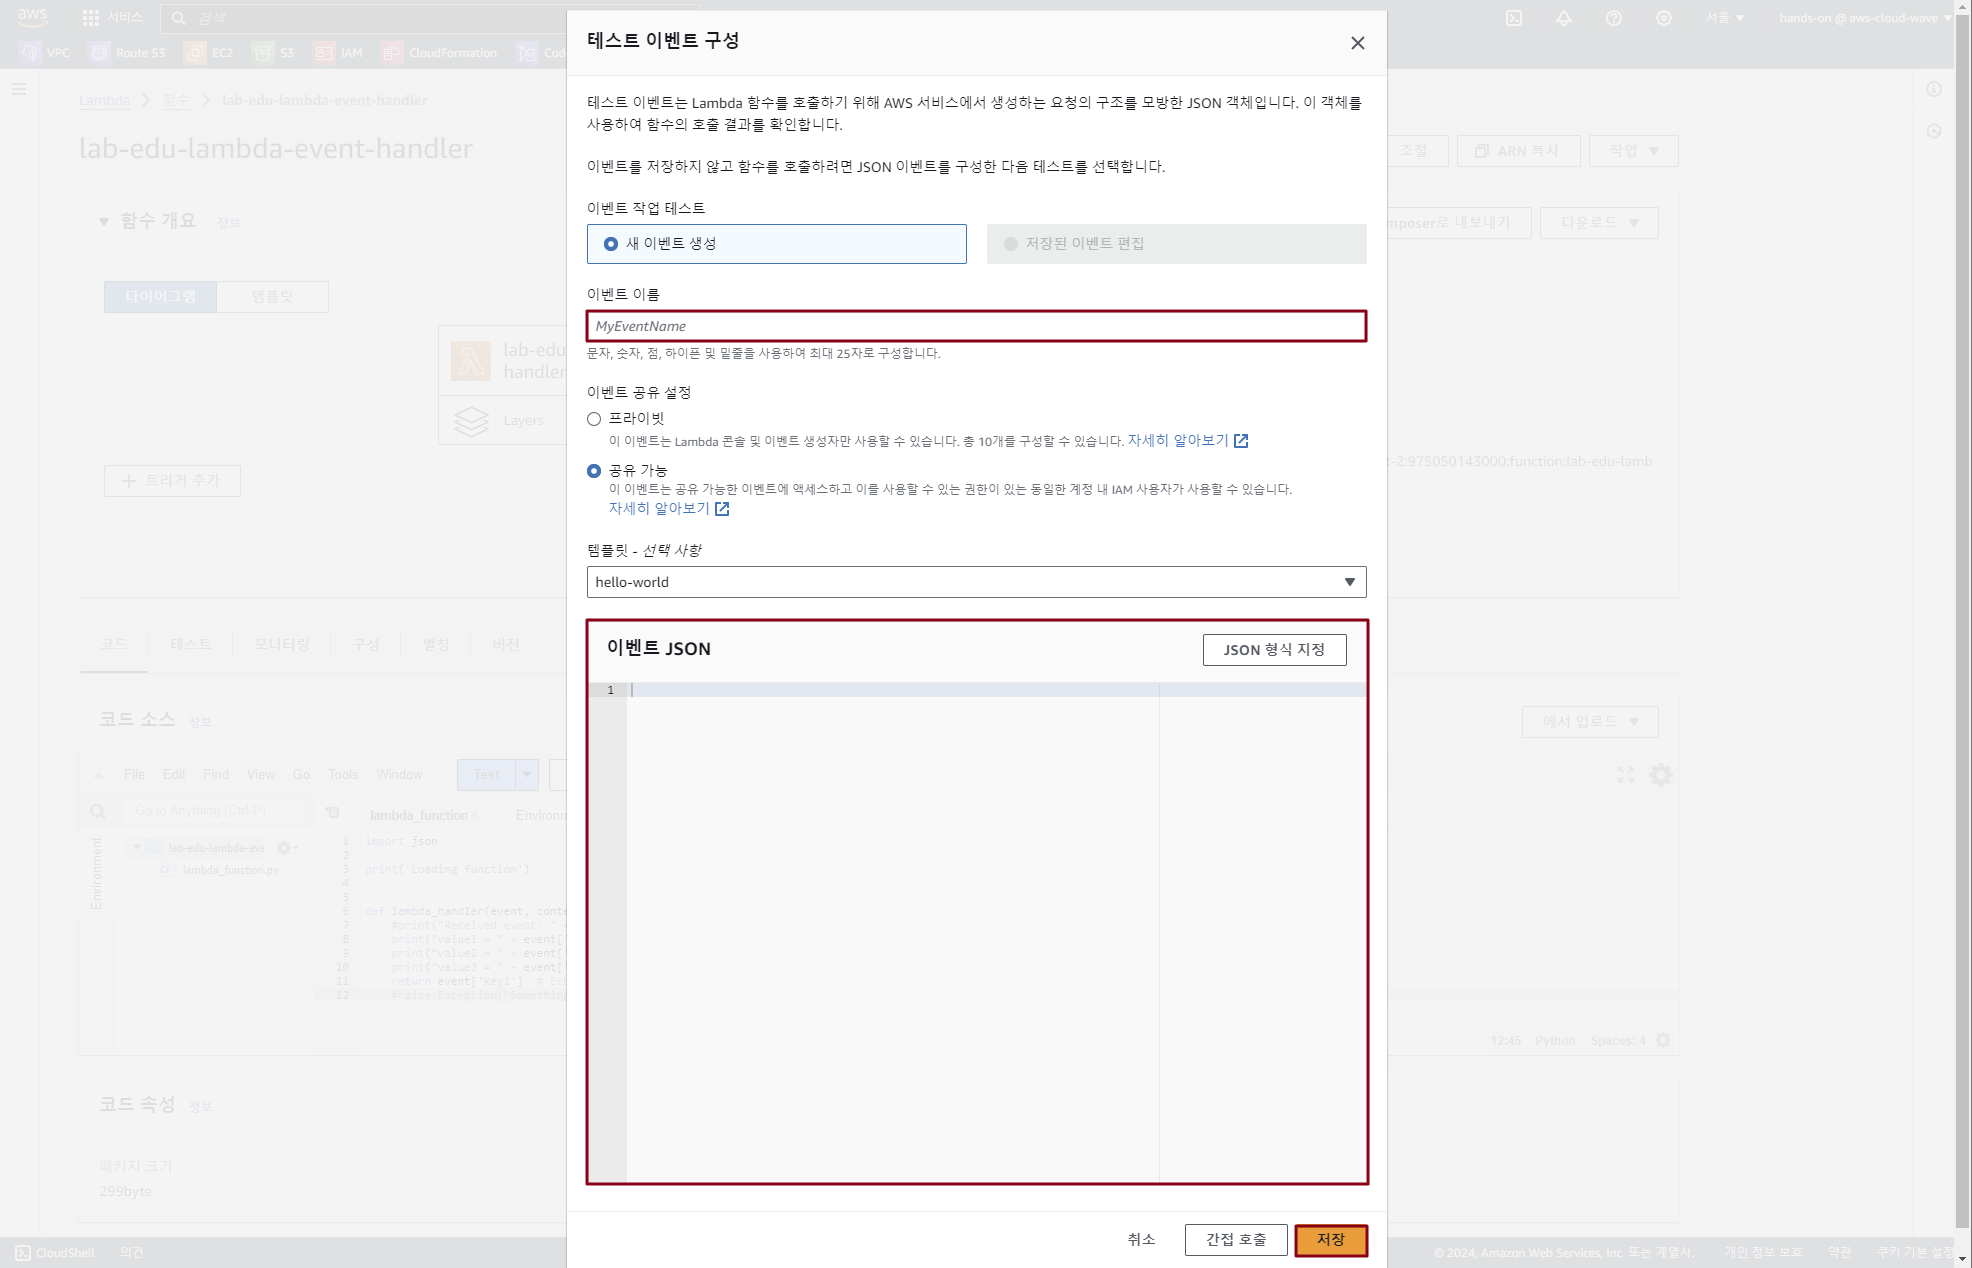 aws
서비스
검색
서울
hands-on @ aws-cloud-wave
VPC
Route 53
EC2
S3
IAM
CloudFormation
Lambda
함수
lab-edu-lambda-event-handler
lab-edu-lambda-event-handler
조절
ARN 복사
작업
함수 개요 정보
mposer로 내보내기
다운로드
다이어그램
템플릿
lab-edu
handler
Layers
트리거 추가
t-2:975050143000:function:lab-edu-lamb
코드
테스트
모니터링
구성
별칭
버전
코드 소스 정보
에서 업로드
File Edit Find View Go Tools Window
Test
Go to Anything (Ctrl-P)
lambda_function
Environ
Environment
lab-edu-lambda-eve
lambda_function.py
1 import json
2
3 print('Loading function')
4
5
6 def lambda_handler(event, conte
7 #print("Received event: "
8 print("value1 = " + event['
9 print("value2 = " + event['
10 print("value3 = " + event['
11 return event['key1'] # Ech
12 #raise Exception('Something
12:45 Python Spaces: 4
코드 속성 정보
패키지 크기
299byte
테스트 이벤트 구성
테스트 이벤트는 Lambda 함수를 호출하기 위해 AWS 서비스에서 생성하는 요청의 구조를 모방한 JSON 객체입니다. 이 객체를
사용하여 함수의 호출 결과를 확인합니다.
이벤트를 저장하지 않고 함수를 호출하려면 JSON 이벤트를 구성한 다음 테스트를 선택합니다.
이벤트 작업 테스트
새 이벤트 생성
저장된 이벤트 편집
이벤트 이름
MyEventName
문자, 숫자, 점, 하이픈 및 밑줄을 사용하여 최대 25자로 구성합니다.
이벤트 공유 설정
프라이빗
이 이벤트는 Lambda 콘솔 및 이벤트 생성자만 사용할 수 있습니다. 총 10개를 구성할 수 있습니다. 자세히 알아보기
공유 가능
이 이벤트는 공유 가능한 이벤트에 액세스하고 이를 사용할 수 있는 권한이 있는 동일한 계정 내 IAM 사용자가 사용할 수 있습니다.
자세히 알아보기
템플릿 - 선택 사항
hello-world
이벤트 JSON
JSON 형식 지정
1
취소
간접 호출
저장
CloudShell
의견
© 2024, Amazon Web Services, Inc. 또는 계열사.
개인 정보 보호
약관
쿠키 기본 설정